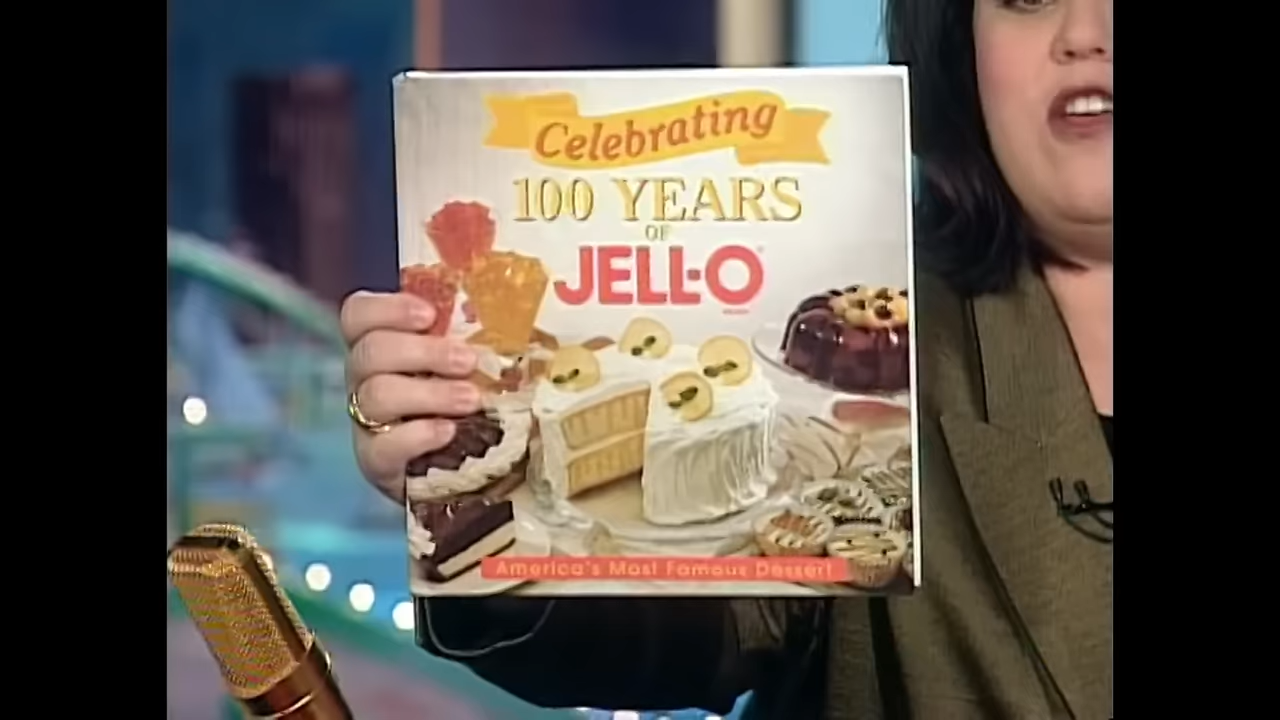 Celebrating
100 YEARS
OF
JELL-O
America's Most Famous Dessert